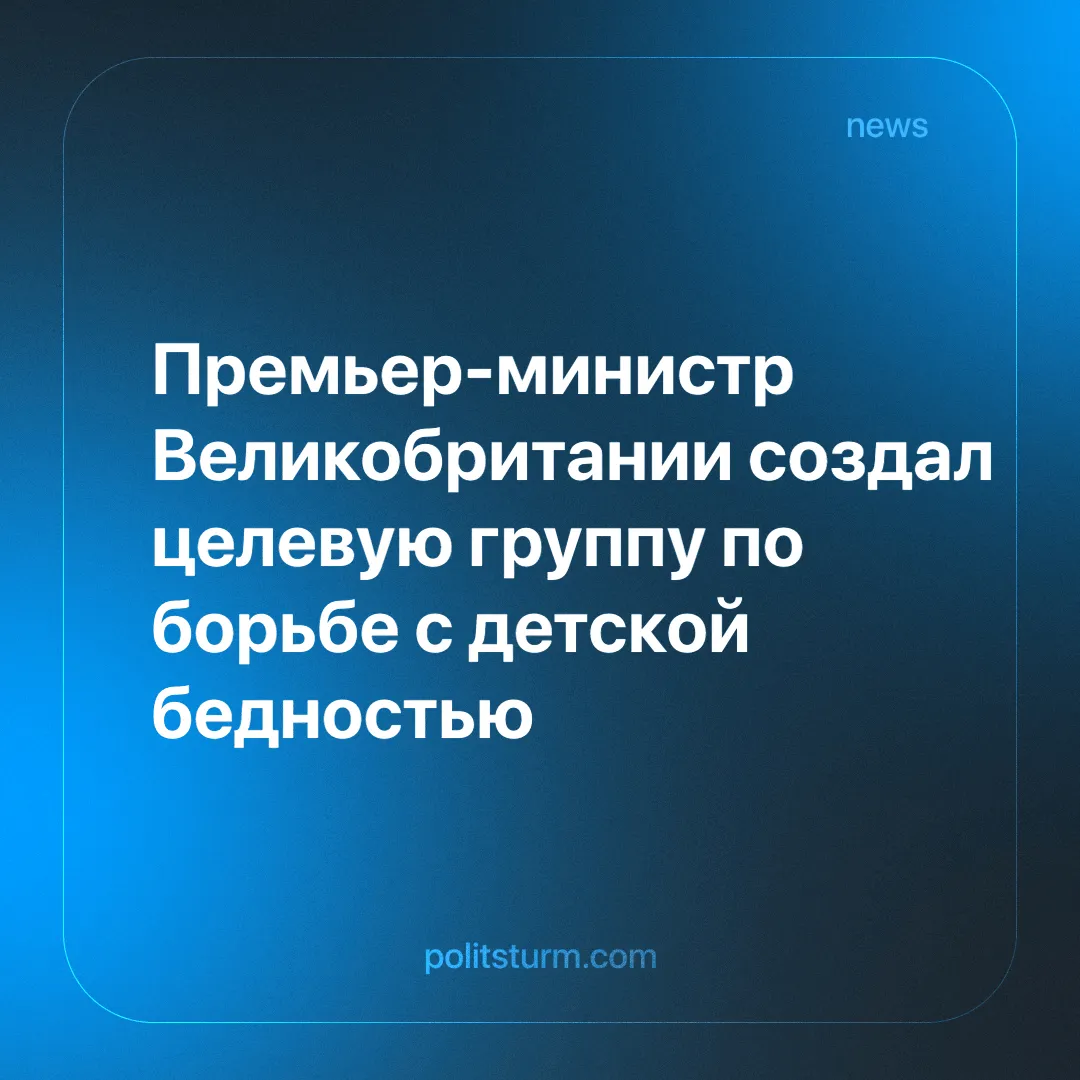 news
Премьер-министр
Великобритании создал
целевую группу по
борьбе с детской
бедностью
politsturm.com